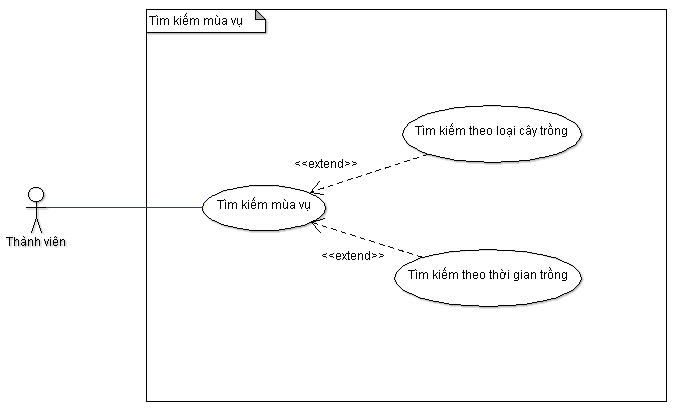 Tìm kiếm mùa vụ
Tìm kiếm theo loại cây trồng
<<extend>>
Tìm kiếm mùa vụ
Thành viên
<<extend>>
Tìm kiếm theo thời gian trồng